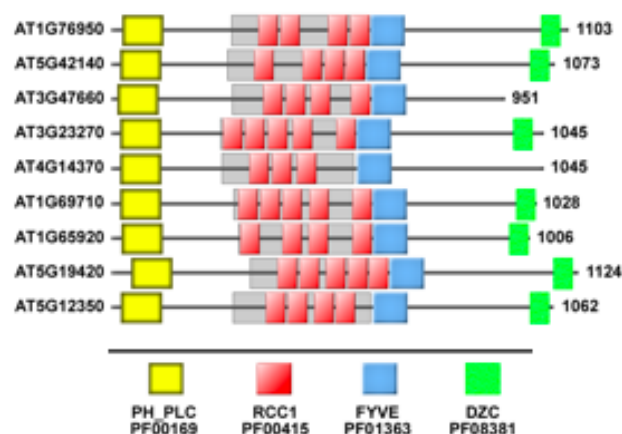 AT1G76950 1103
AT5G42140 1073
AT3G47660 951
AT3G23270 1045
AT4G14370 1045
AT1G69710 1028
AT1G65920 1006
AT5G19420 1124
AT5G12350 1062
PH_PLC RCC1 FYVE DZC
PF00169 PF00415 PF01363 PF08381